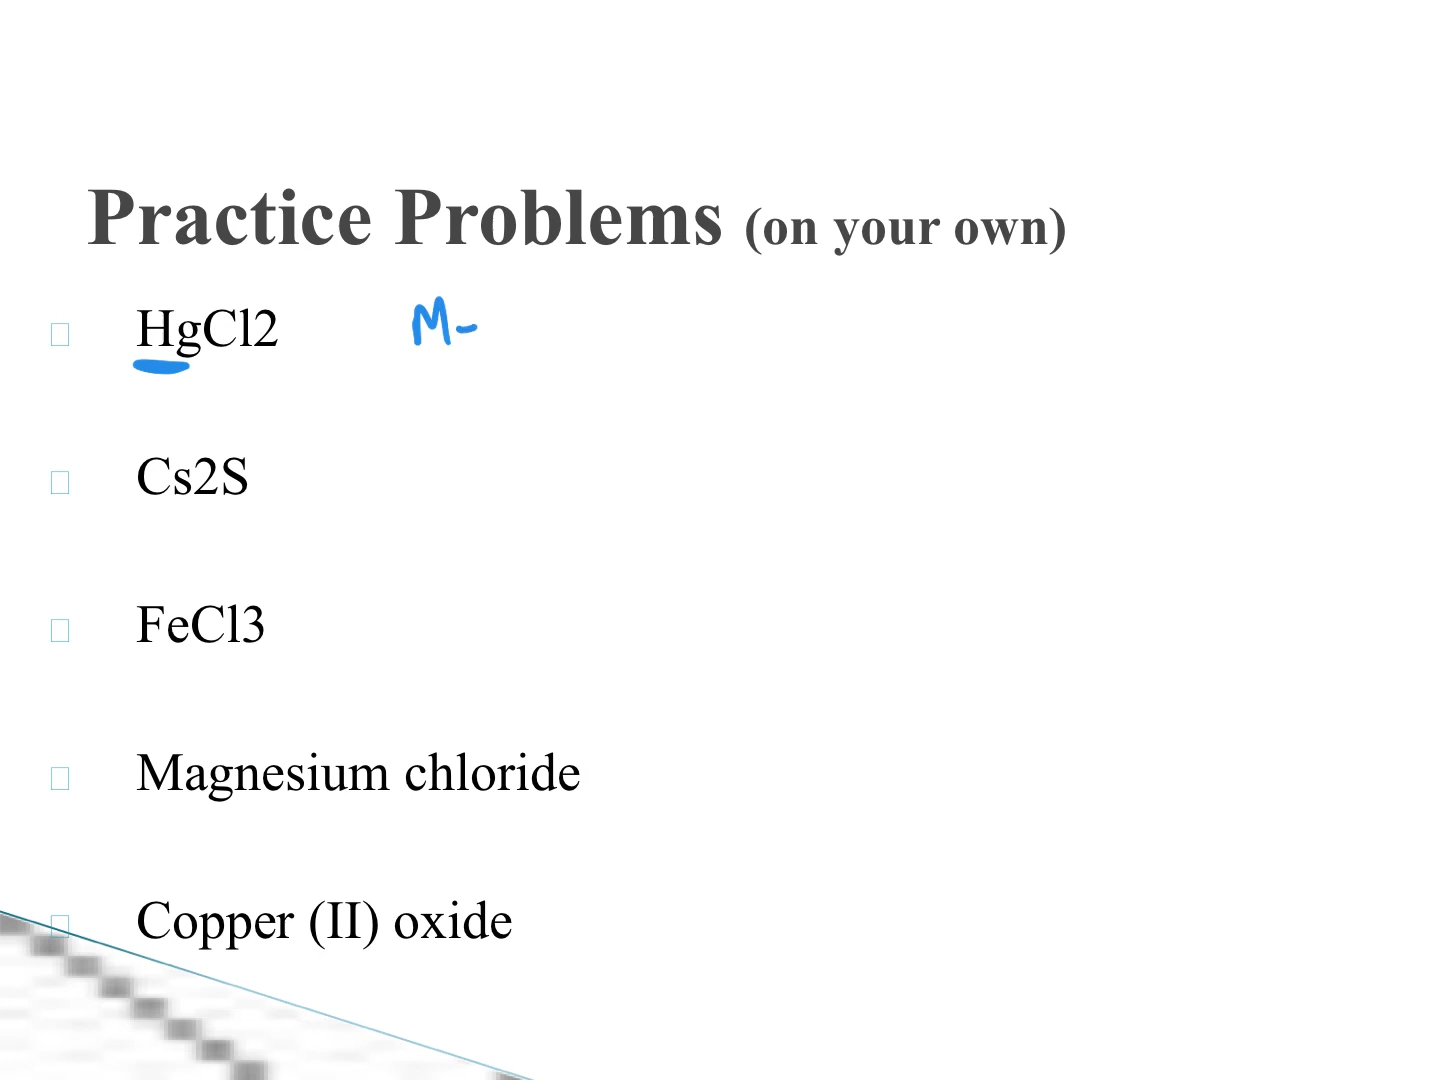 Practice Problems (on your own)
HgCl2 M-
Cs2S
FeCl3
Magnesium chloride
Copper (II) oxide